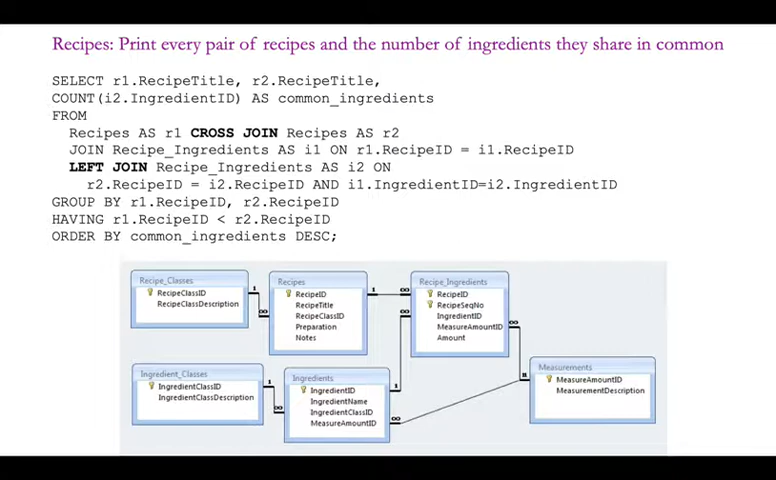 Recipes: Print every pair of recipes and the number of ingredients they share in common
SELECT r1.RecipeTitle, r2.RecipeTitle,
COUNT(i2.IngredientID) AS common_ingredients
FROM
Recipes AS r1 CROSS JOIN Recipes AS r2
JOIN Recipe_Ingredients AS i1 ON r1.RecipeID = i1.RecipeID
LEFT JOIN Recipe_Ingredients AS i2 ON
r2.RecipeID = i2.RecipeID AND i1.IngredientID=i2.IngredientID
GROUP BY r1.RecipeID, r2.RecipeID
HAVING r1.RecipeID < r2.RecipeID
ORDER BY common_ingredients DESC;
Recipe_Classes
RecipeClassID
RecipeClassDescription
1
∞
Recipes
RecipeID
RecipeTitle
RecipeClassID
Preparation
Notes
1
∞
Recipe_Ingredients
RecipeID
RecipeSeqNo
IngredientID
MeasureAmountID
Amount
∞
∞
Ingredient_Classes
IngredientClassID
IngredientClassDescription
1
∞
Ingredients
IngredientID
IngredientName
IngredientClassID
MeasureAmountID
1
∞
Measurements
MeasureAmountID
MeasurementDescription